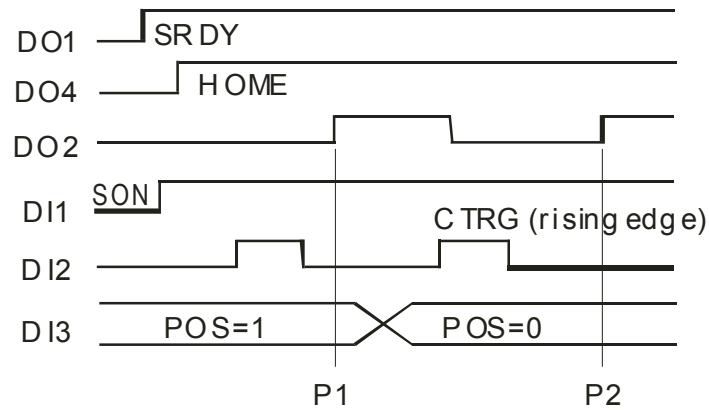 DO1 SRDY
DO4 HOME
DO2
DI1 SON
CTRG (rising edge)
DI2
DI3 POS=1 POS=0
P1 P2